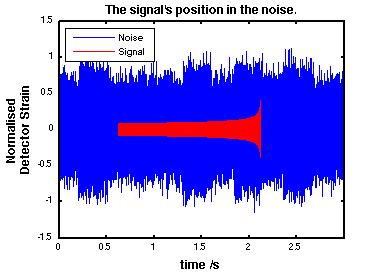 The signal's position in the noise.
1.5
Noise
Signal
1
0.5
0
-0.5
-1
-1.5
Normalised
Detector Strain
0 0.5 1 1.5 2 2.5
time /s